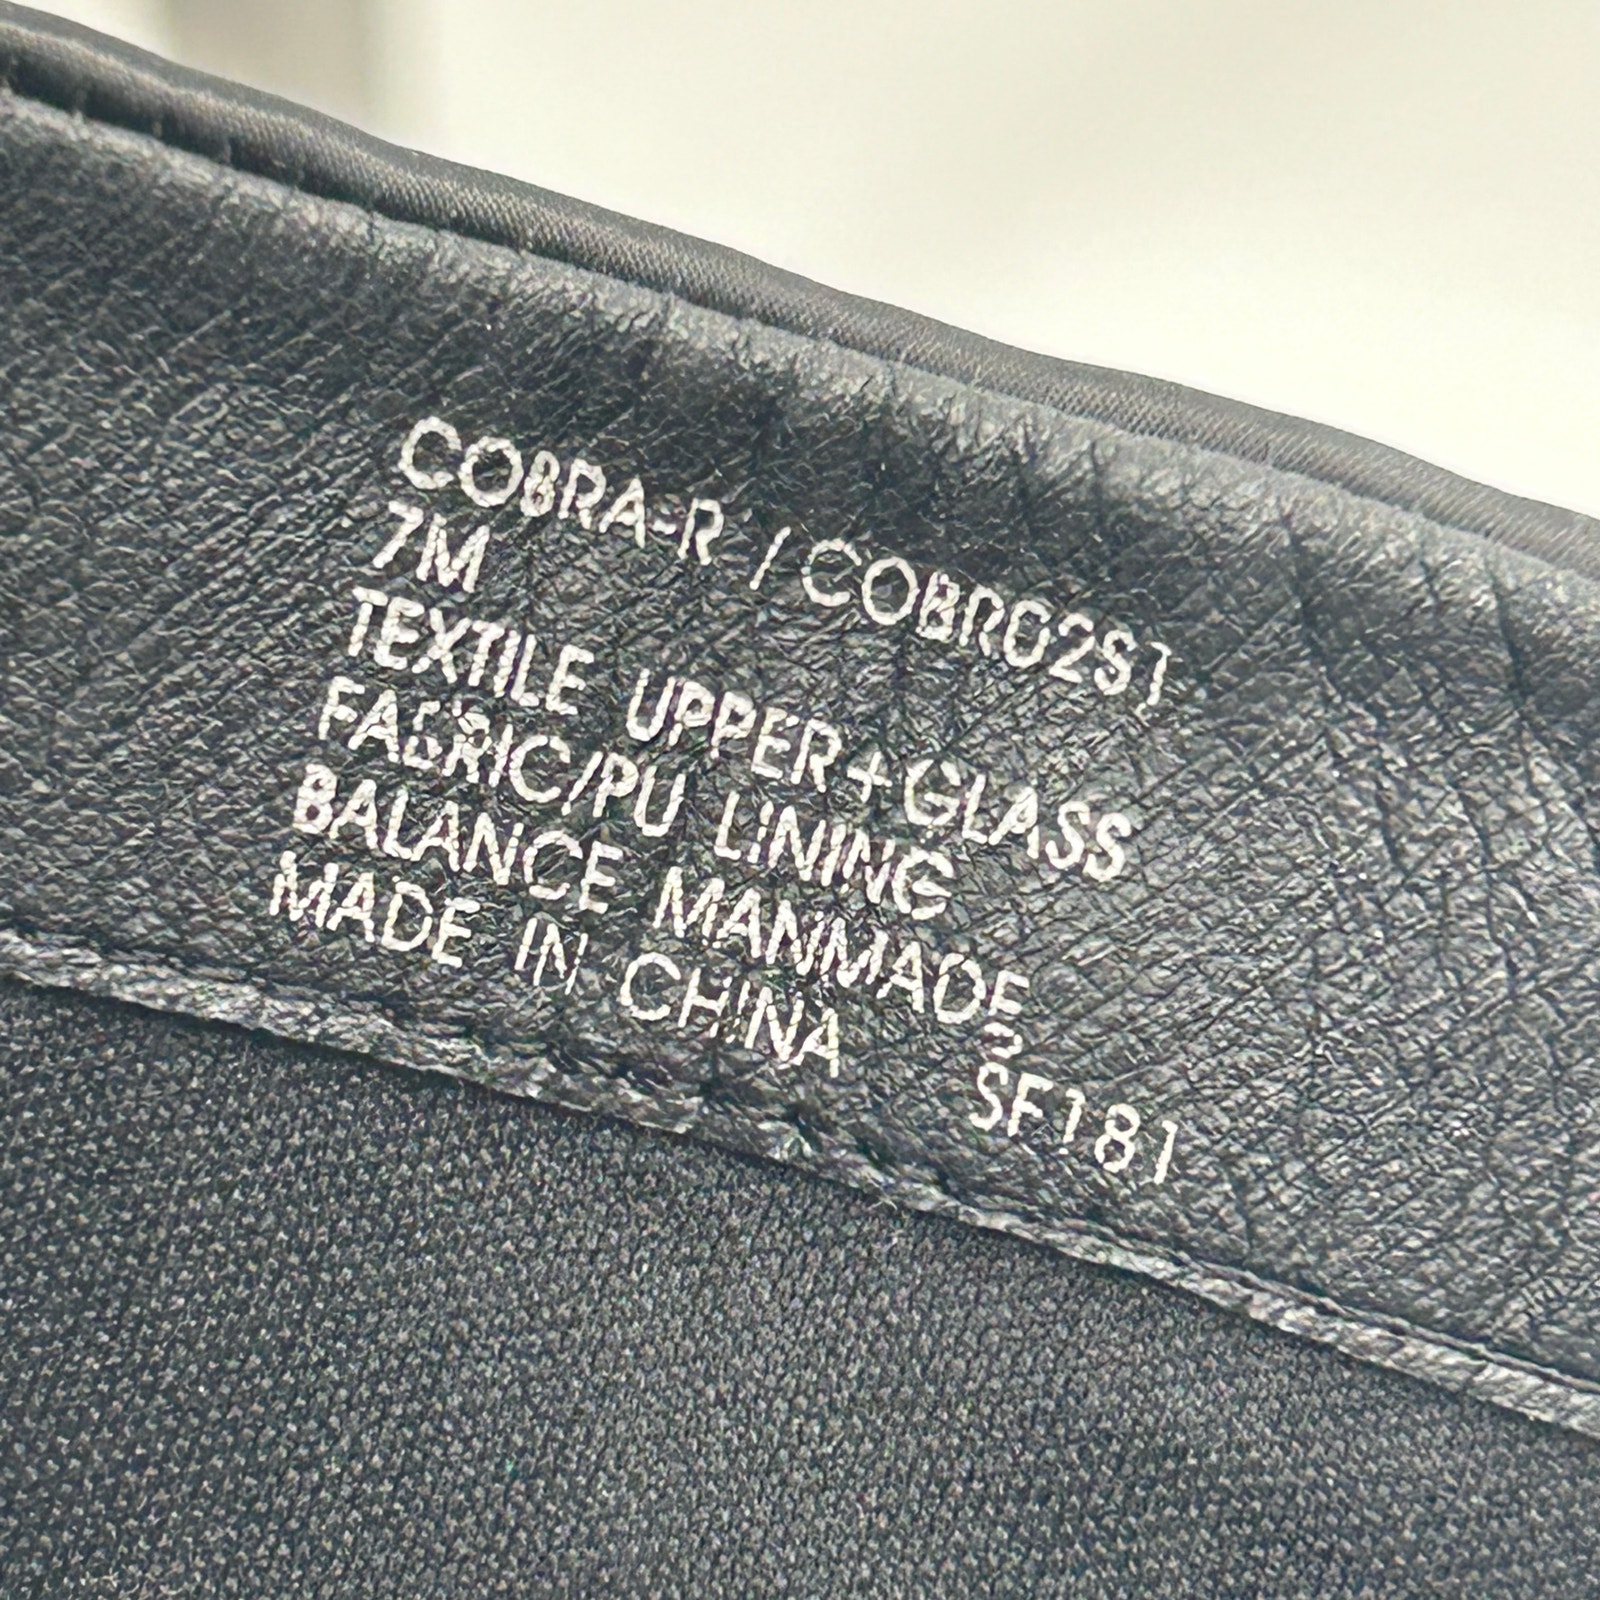 COBRA-R / COBR02S1
7M
TEXTILE UPPER+GLASS
FABRIC/PU LINING
BALANCE MANMADE
MADE IN CHINA
SF181